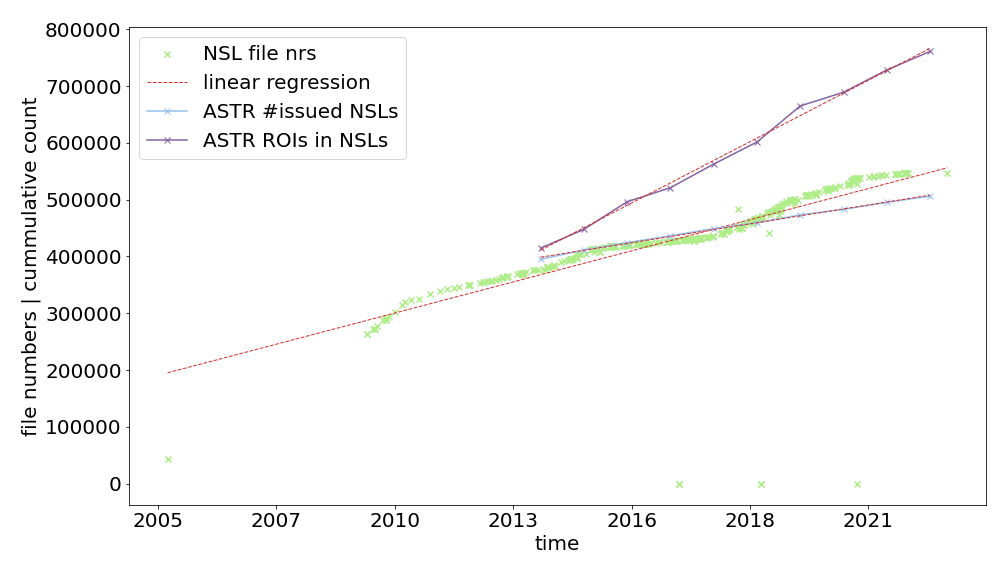 800000
700000
600000
500000
400000
300000
200000
100000
0
file numbers | cummulative count
NSL file nrs
linear regression
ASTR #issued NSLs
ASTR ROIs in NSLs
2005 2007 2010 2013 2016 2018 2021
time